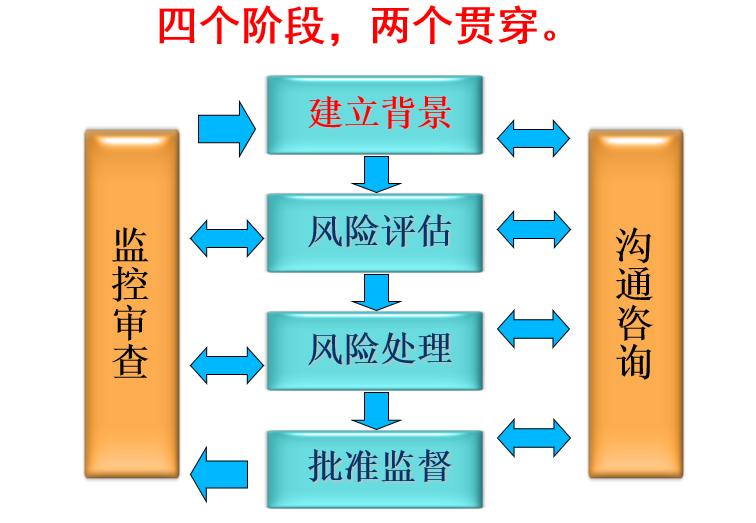 四个阶段，两个贯穿。
建立背景
风险评估
风险处理
批准监督
监控审查
沟通咨询